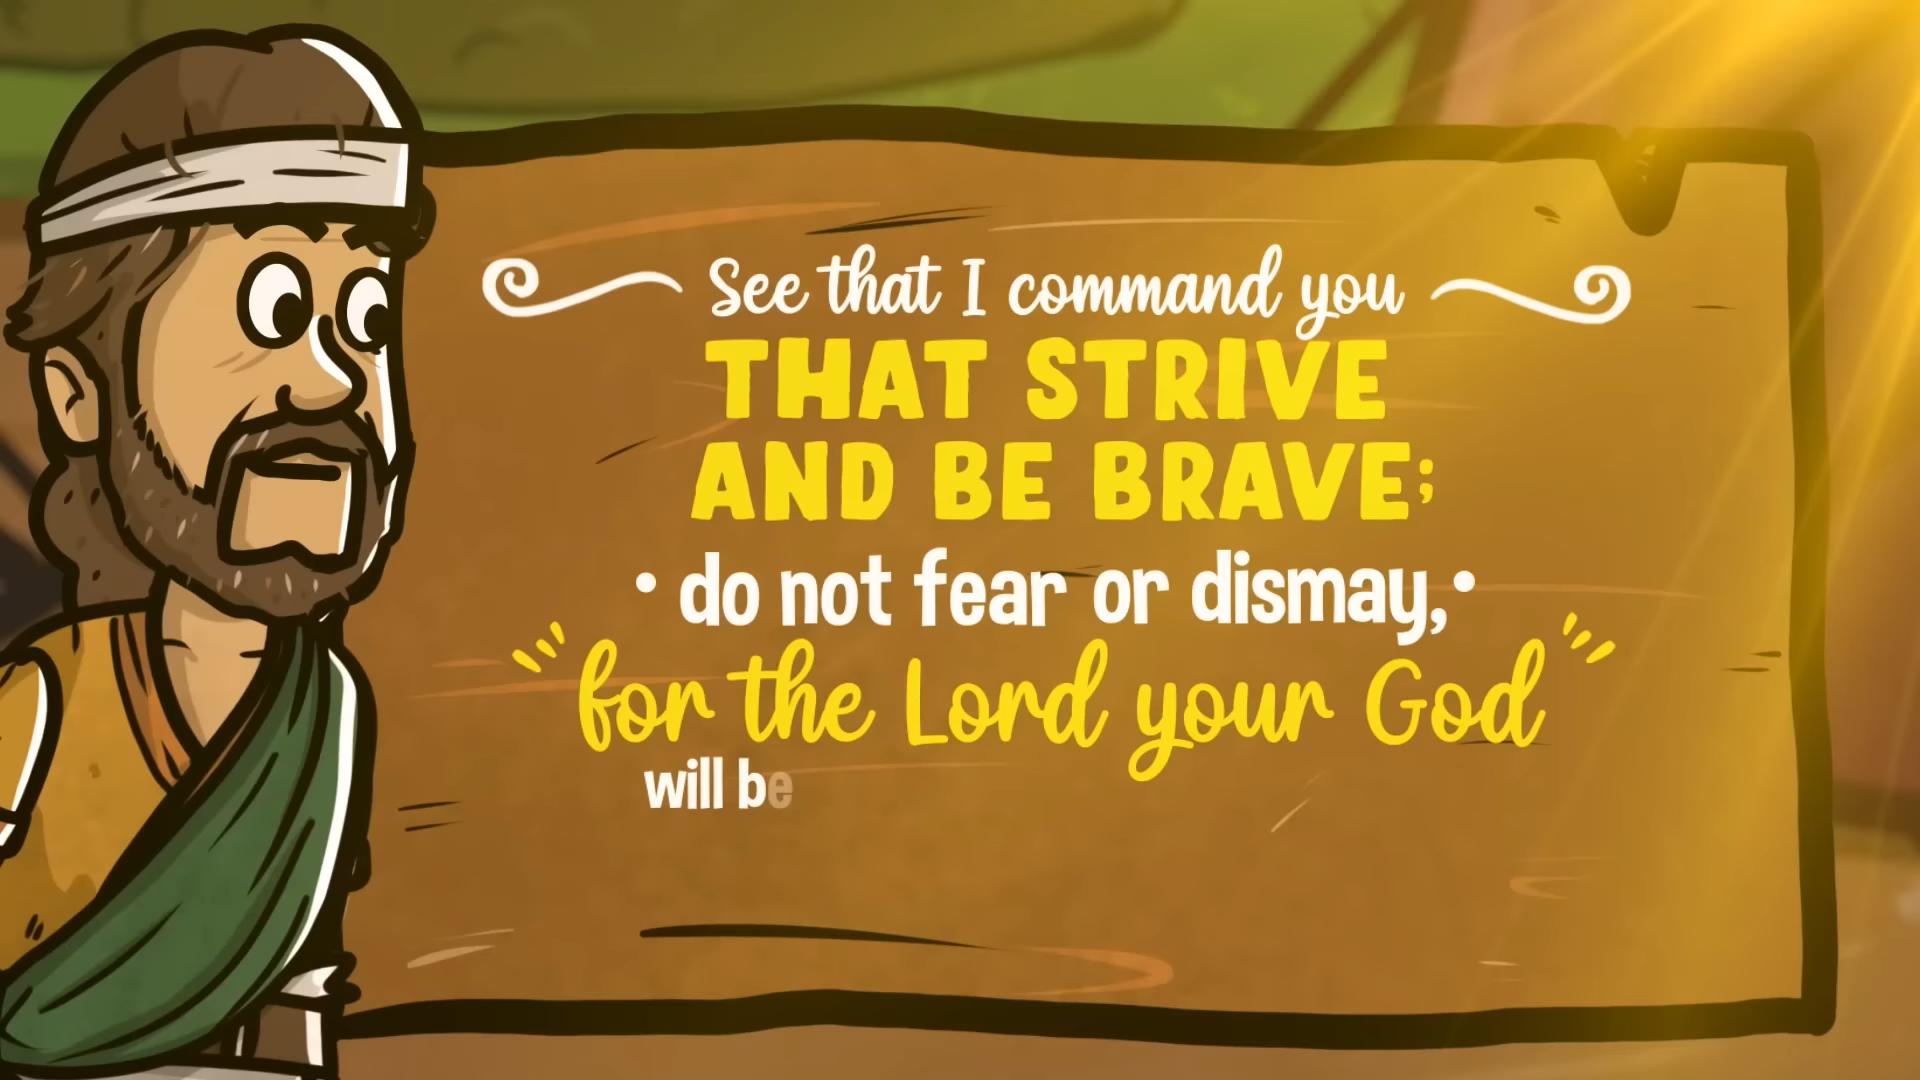 See that I command you
THAT STRIVE
AND BE BRAVE;
• do not fear or dismay, •
for the Lord your God
will be